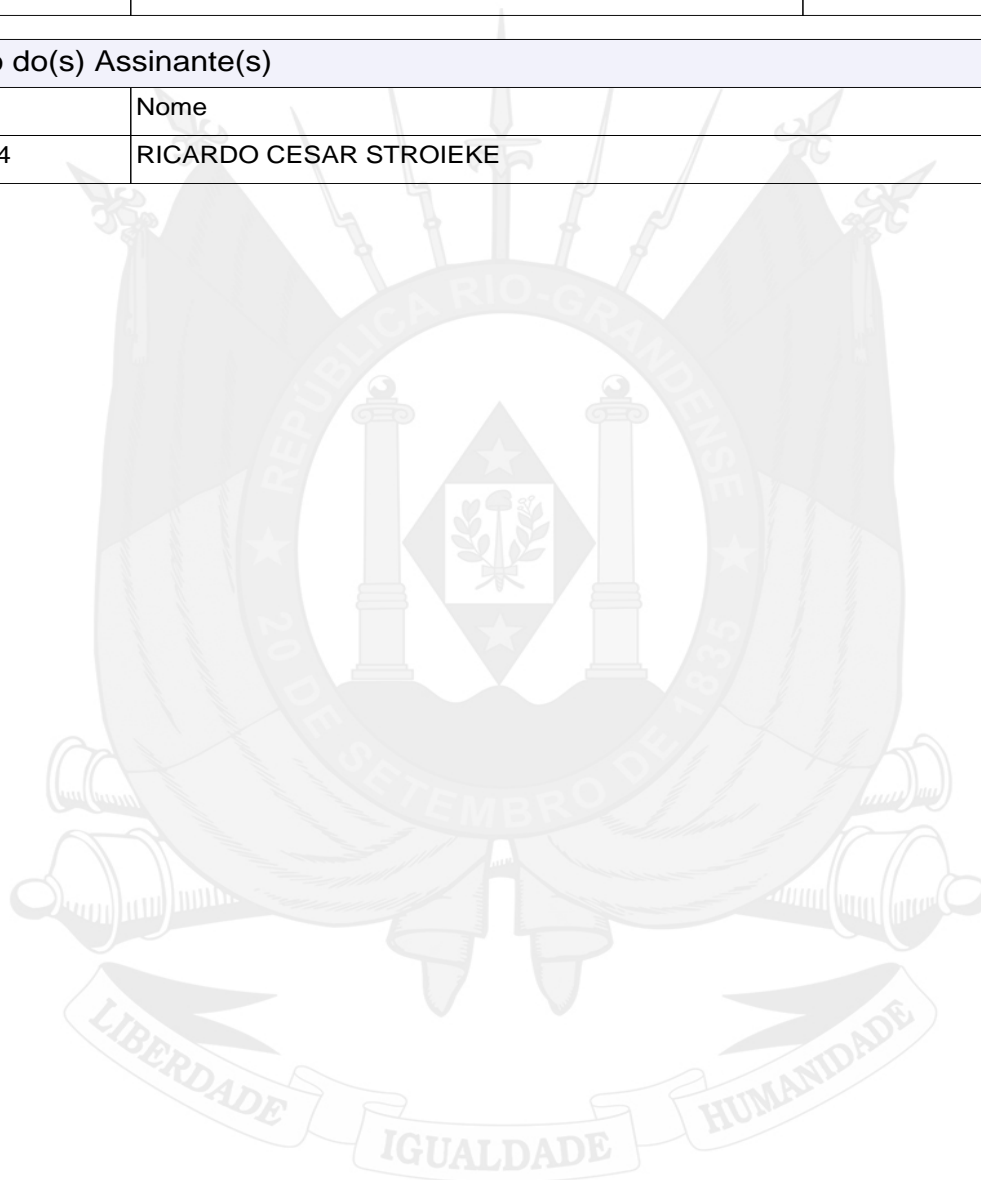 o do(s) Assinante(s)
Nome
4 RICARDO CESAR STROIEKE
REPÚBLICA RIO-GRANDENSE
★ 20 DE SETEMBRO DE 1835 ★
LIBERDADE
IGUALDADE
HUMANIDADE